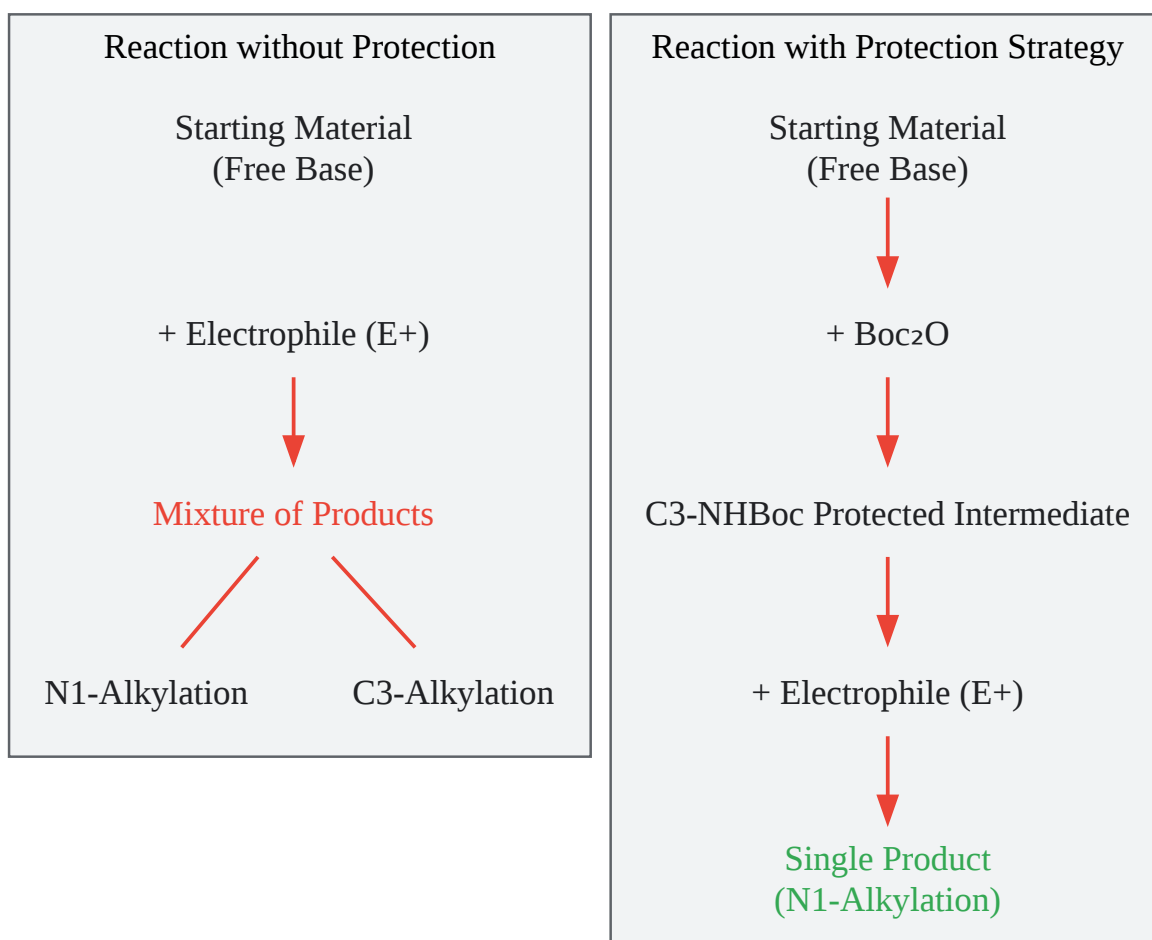 Reaction without Protection
Starting Material
(Free Base)
+ Electrophile (E+)
Mixture of Products
N1-Alkylation
C3-Alkylation
Reaction with Protection Strategy
Starting Material
(Free Base)
+ Boc₂O
C3-NHBoc Protected Intermediate
+ Electrophile (E+)
Single Product
(N1-Alkylation)